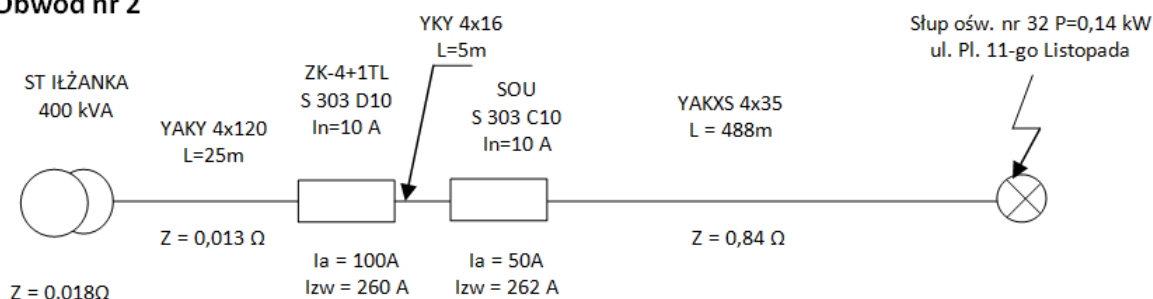 Obwód nr 2
ST IŁŻANKA
400 kVA
YAKY 4x120
L=25m
Z = 0,013 Ω
Z = 0,018Ω
ZK-4+1TL
S 303 D10
In=10 A
Ia = 100A
Izw = 260 A
YKY 4x16
L=5m
SOU
S 303 C10
In=10 A
Ia = 50A
Izw = 262 A
YAKXS 4x35
L = 488m
Z = 0,84 Ω
Słup ośw. nr 32 P=0,14 kW
ul. Pl. 11-go Listopada